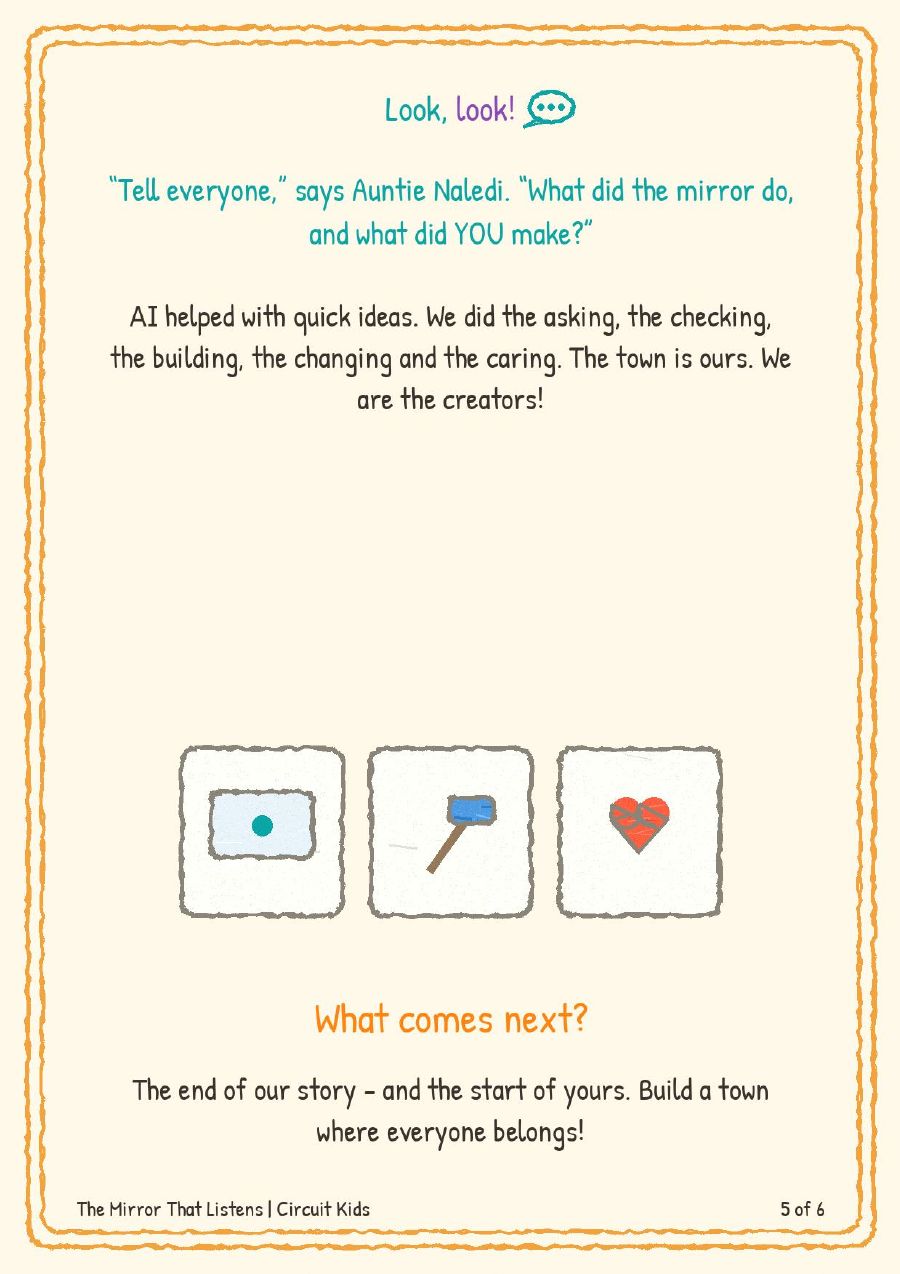 Look, look!
“Tell everyone,” says Auntie Naledi. “What did the mirror do,
and what did YOU make?”
AI helped with quick ideas. We did the asking, the checking,
the building, the changing and the caring. The town is ours. We
are the creators!
What comes next?
The end of our story – and the start of yours. Build a town
where everyone belongs!
The Mirror That Listens | Circuit Kids
5 of 6